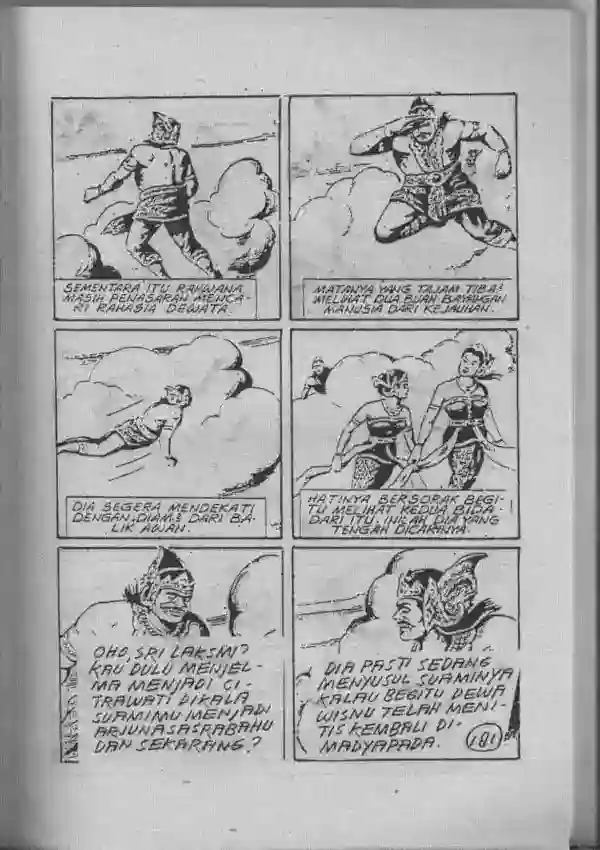 SEMENTARA ITU RAHWANA
MASIH PENASARAN MENCA-
RI RAHASIA DEWATA.
MATANYA YANG TAJAM TIBA2
MELIHAT DUA BUAH BAYANGAN
MANUSIA DARI KEJAUHAN.
DIA SEGERA MENDEKATI
DENGAN DIAM2 DARI BA-
LIK AWAN.
HATINYA BERSORAK BEGI-
TU MELIHAT KEDUA BIDA-
DARI ITU. INILAH DIA YANG
TENGAH DICARINYA.
OHO, SRI LAKSMI?
KAU DULU MENJEL-
MA MENJADI CI-
TRAWATI DIKALA
SUAMIMU MENJADI
ARJUNASASRABAHU
DAN SEKARANG?
DIA PASTI SEDANG
MENYUSUL SUAMINYA
KALAU BEGITU DEWA
WISNU TELAH MENI-
TIS KEMBALI DI-
MADYAPADA.
181